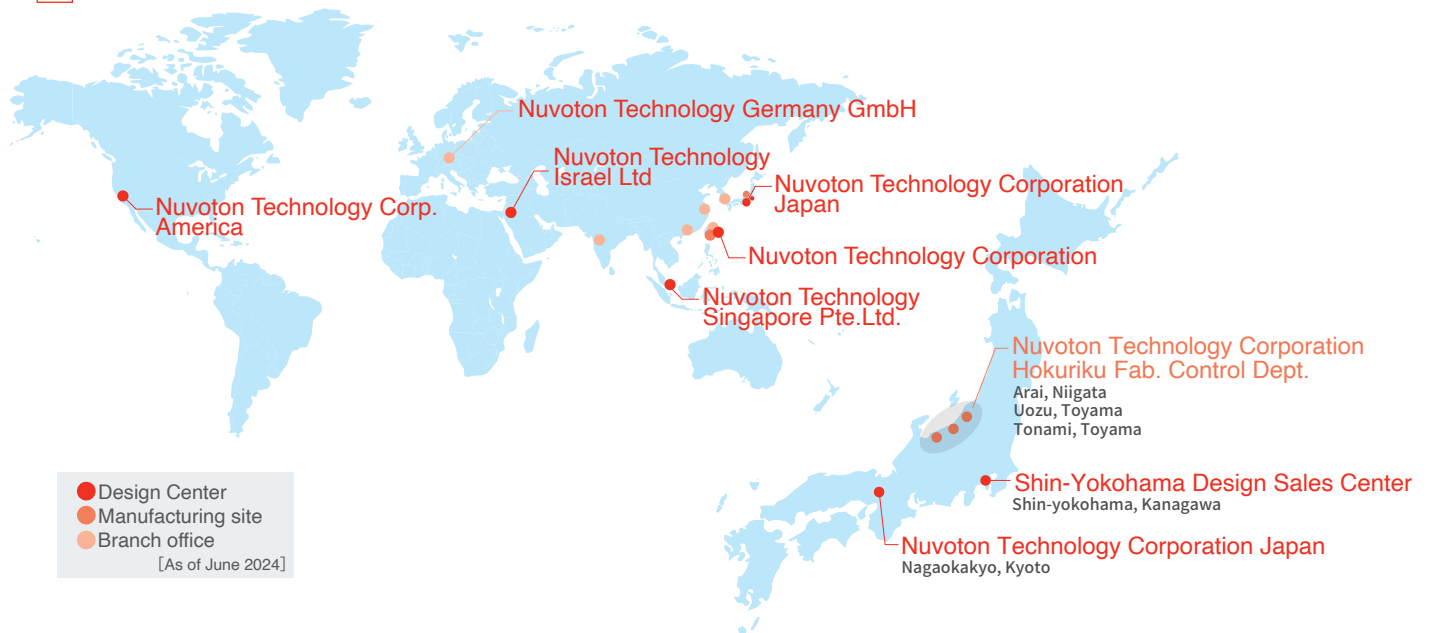 Nuvoton Technology Germany GmbH
Nuvoton Technology
Israel Ltd
Nuvoton Technology Corporation
Japan
Nuvoton Technology Corp.
America
Nuvoton Technology Corporation
Nuvoton Technology
Singapore Pte.Ltd.
Nuvoton Technology Corporation
Hokuriku Fab. Control Dept.
Arai, Niigata
Uozu, Toyama
Tonami, Toyama
Shin-Yokohama Design Sales Center
Shin-yokohama, Kanagawa
Nuvoton Technology Corporation Japan
Nagaokakyo, Kyoto
Design Center
Manufacturing site
Branch office
[As of June 2024]